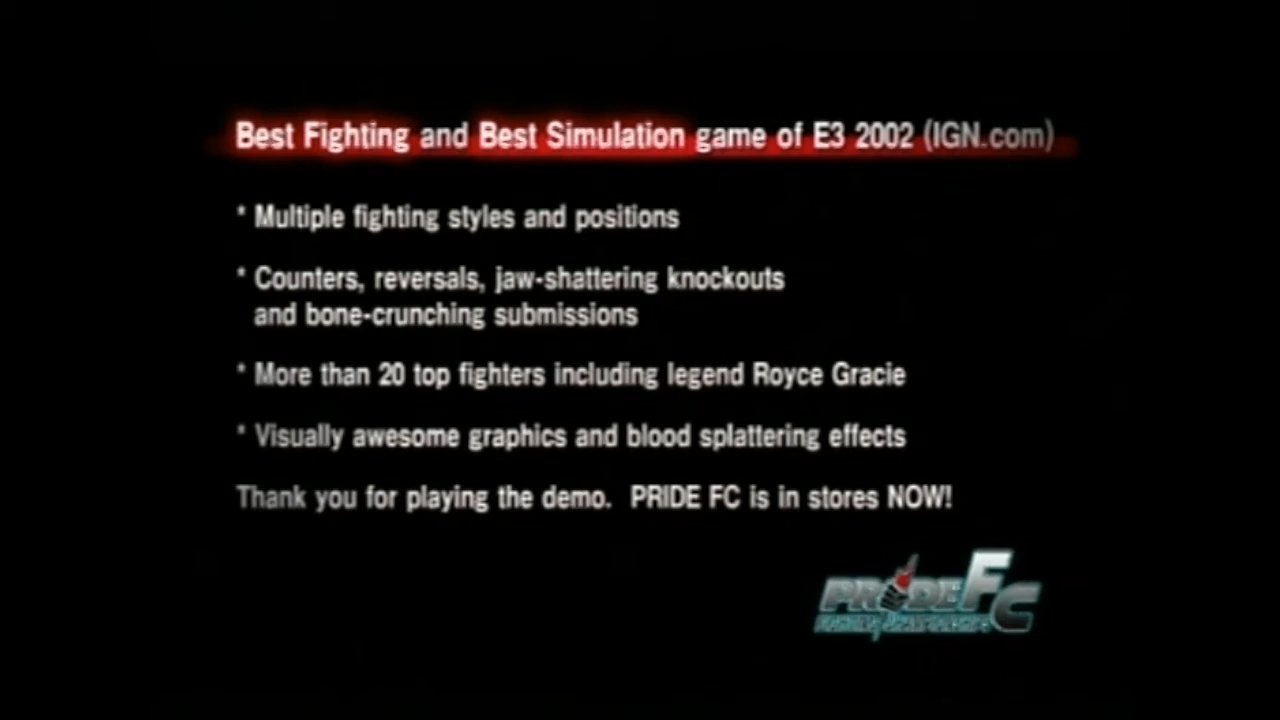 Best Fighting and Best Simulation game of E3 2002 (IGN.com)
* Multiple fighting styles and positions
* Counters, reversals, jaw-shattering knockouts
and bone-crunching submissions
* More than 20 top fighters including legend Royce Gracie
* Visually awesome graphics and blood splattering effects
Thank you for playing the demo. PRIDE FC is in stores NOW!
PRIDE FC